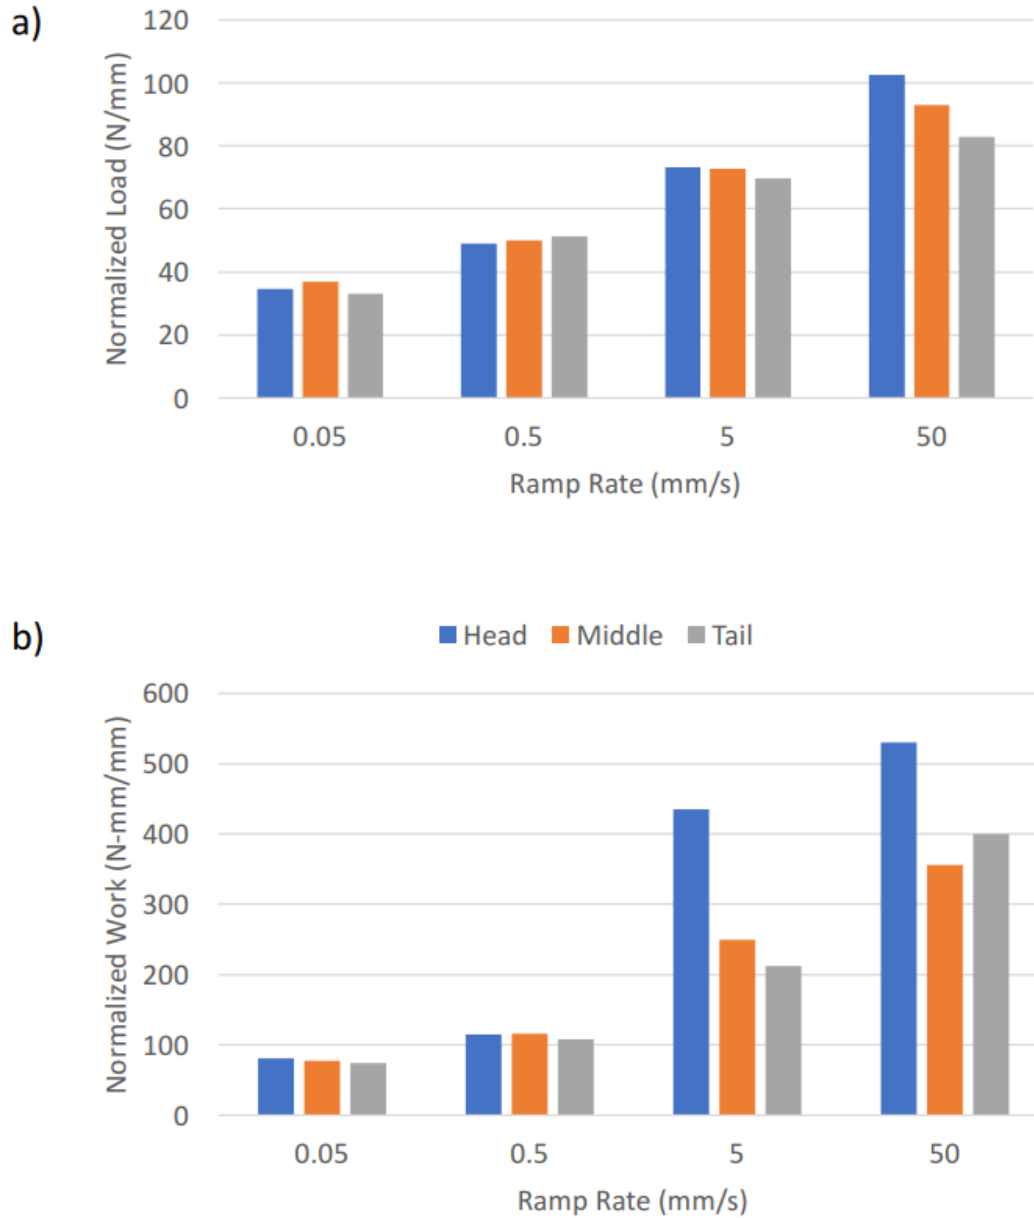 a)
Normalized Load (N/mm)
120
100
80
60
40
20
0
0.05 0.5 5 50
Ramp Rate (mm/s)
b)
Head Middle Tail
Normalized Work (N-mm/mm)
600
500
400
300
200
100
0
0.05 0.5 5 50
Ramp Rate (mm/s)